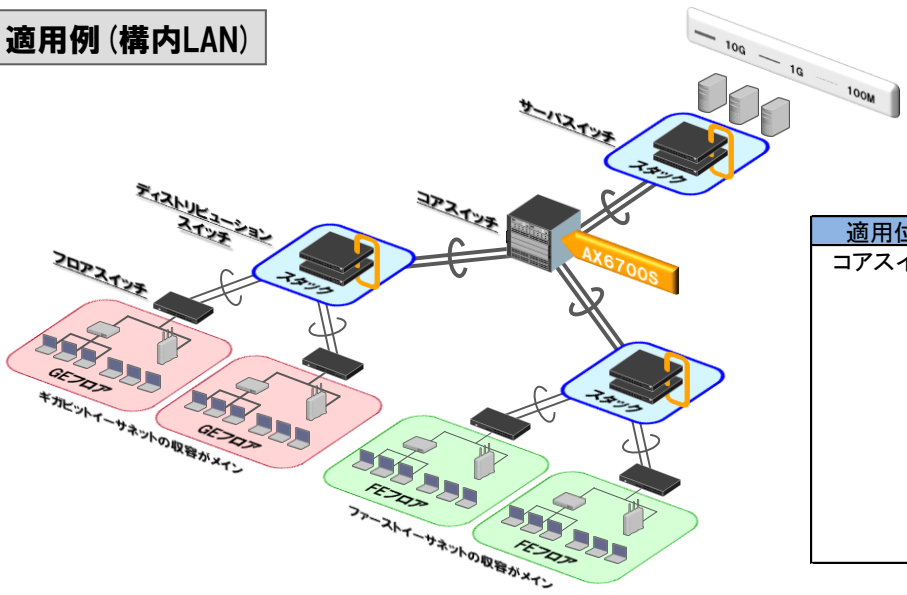 適用例(構内LAN)
10G
1G
100M
サーバスイッチ
スタック
コアスイッチ
AX6700S
ディストリビューション
スイッチ
スタック
フロアスイッチ
GEフロア
GEフロア
ギガビットイーサネットの収容がメイン
スタック
FEフロア
FEフロア
ファーストイーサネットの収容がメイン
適用位
コアスイ